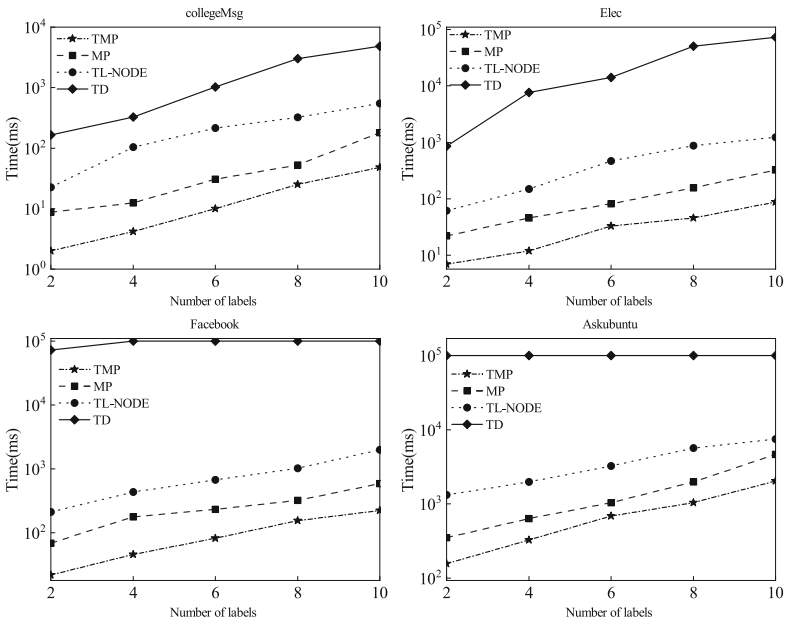 collegeMsg
10^4
10^3
10^2
10^1
10^0
Time(ms)
TMP
MP
TL-NODE
TD
2 4 6 8 10
Number of labels
Elec
10^5
10^4
10^3
10^2
10^1
Time(ms)
TMP
MP
TL-NODE
TD
2 4 6 8 10
Number of labels
Facebook
10^5
10^3
10^2
Time(ms)
TMP
MP
TL-NODE
TD
2 4 6 8 10
Number of labels
Askubuntu
10^5
10^4
10^3
10^2
Time(ms)
TMP
MP
TL-NODE
TD
2 4 6 8 10
Number of labels